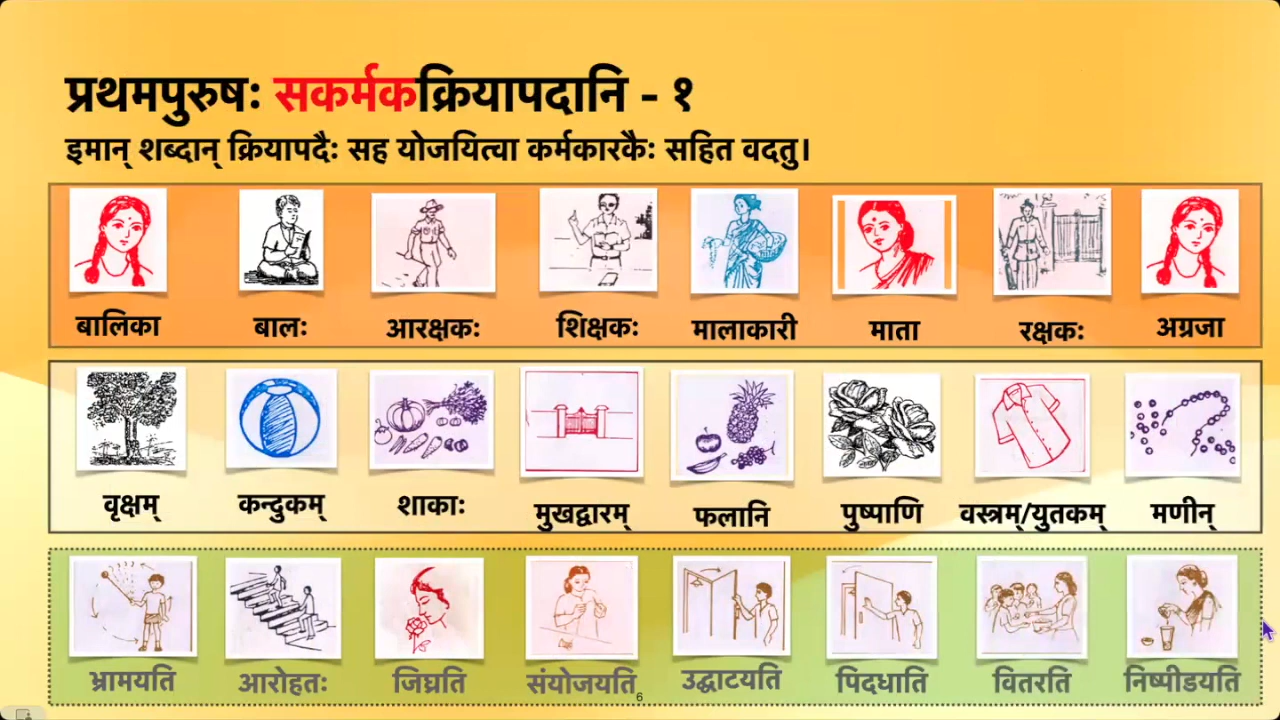 प्रथमपुरुषः सकर्मकक्रियापदानि - १
इमान् शब्दान् क्रियापदैः सह योजयित्वा कर्मकारकैः सहित वदतु।
बालिका बालः आरक्षकः शिक्षकः मालाकारी माता रक्षकः अग्रजा
वृक्षम् कन्दुकम् शाकाः मुखद्वारम् फलानि पुष्पाणि वस्त्रम्/युतकम् मणीन्
भ्रामयति आरोहतः जिघ्रति संयोजयति उद्घाटयति पिदधाति वितरति निष्पीडयति
6